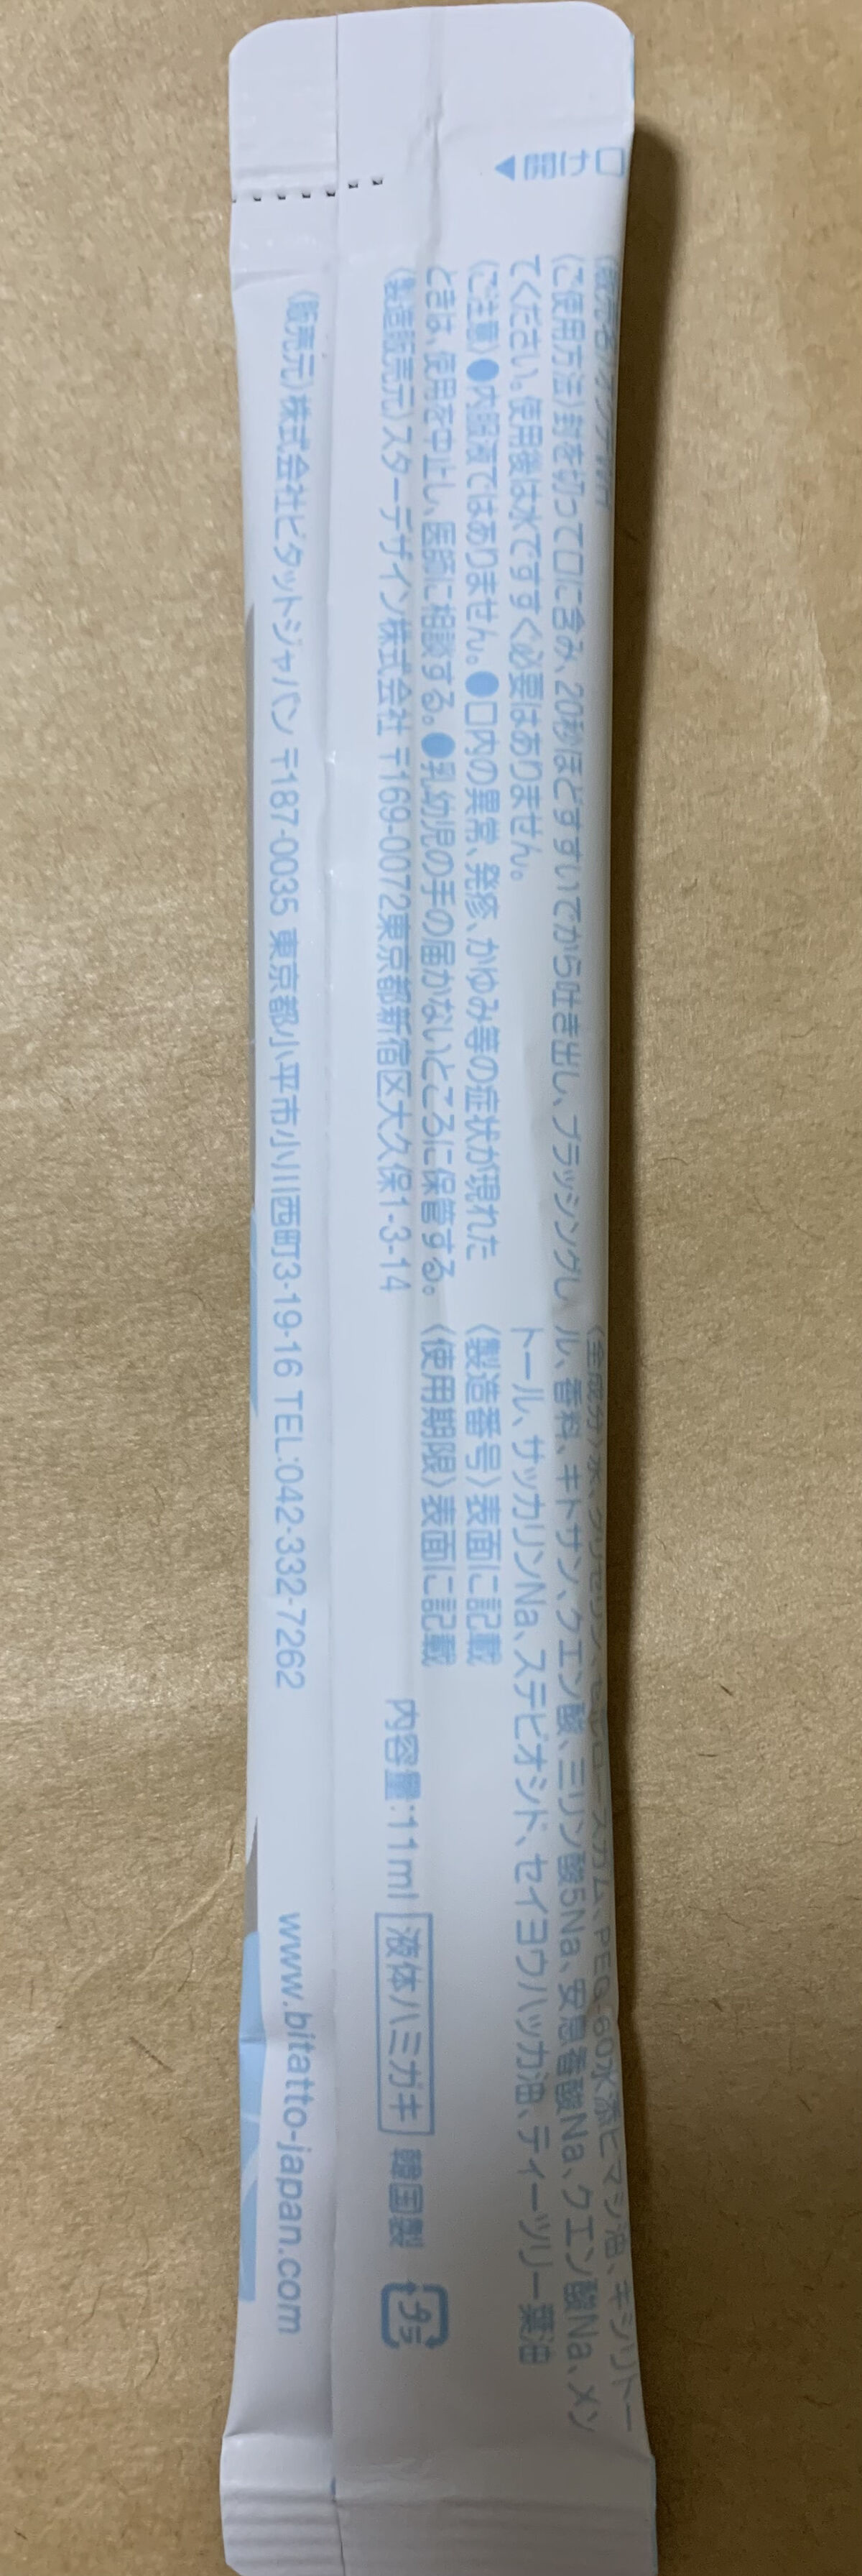 ◀開け口
〈販売名〉
〈ご使用方法〉封を切って口に含み、20秒ほどすすいでから吐き出し、ブラッシングし
てください。使用後は水ですすぐ必要はありません。
〈ご注意〉●内服液ではありません。●口内の異常、発疹、かゆみ等の症状が現れた
ときは、使用を中止し、医師に相談する。●乳幼児の手の届かないところに保管する。
〈製造販売元〉スターデザイン株式会社 〒169-0072東京都新宿区大久保1-3-14
〈販売元〉株式会社ビタットジャパン 〒187-0035 東京都小平市小川西町3-19-16 TEL:042-332-7262
〈全成分〉水、グリセリン、セルロースガム、PEG-60水添ヒマシ油、キシリトー
ル、香料、キトサン、クエン酸、三リン酸5Na、安息香酸Na、クエン酸Na、メン
トール、サッカリンNa、ステビオシド、セイヨウハッカ油、ティーツリー葉油
〈製造番号〉表面に記載
〈使用期限〉表面に記載
内容量:11ml 液体ハミガキ 韓国製 プラ
www.bitatto-japan.com